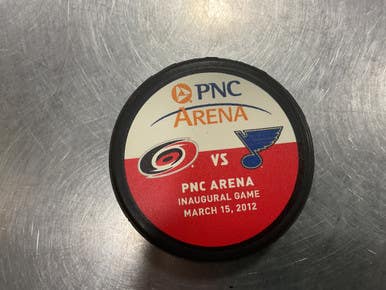 PNC
ARENA
VS
PNC ARENA
INAUGURAL GAME
MARCH 15, 2012